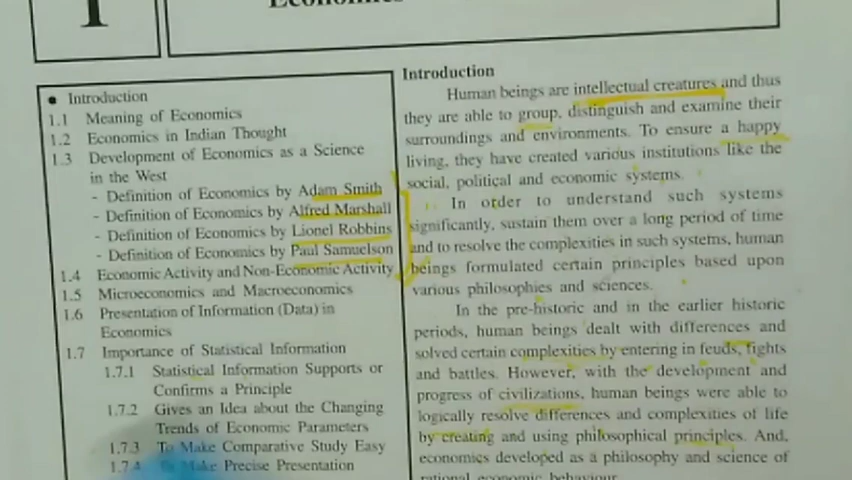 1
Economics
• Introduction
1.1 Meaning of Economics
1.2 Economics in Indian Thought
1.3 Development of Economics as a Science
in the West
- Definition of Economics by Adam Smith
- Definition of Economics by Alfred Marshall
- Definition of Economics by Lionel Robbins
- Definition of Economics by Paul Samuelson
1.4 Economic Activity and Non-Economic Activity
1.5 Microeconomics and Macroeconomics
1.6 Presentation of Information (Data) in
Economics
1.7 Importance of Statistical Information
1.7.1 Statistical Information Supports or
Confirms a Principle
1.7.2 Gives an Idea about the Changing
Trends of Economic Parameters
1.7.3 To Make Comparative Study Easy
1.7.4 To Make Precise Presentation
Introduction
Human beings are intellectual creatures and thus
they are able to group, distinguish and examine their
surroundings and environments. To ensure a happy
living, they have created various institutions like the
social, political and economic systems.
In order to understand such systems
significantly, sustain them over a long period of time
and to resolve the complexities in such systems, human
beings formulated certain principles based upon
various philosophies and sciences.
In the pre-historic and in the earlier historic
periods, human beings dealt with differences and
solved certain complexities by entering in feuds, fights
and battles. However, with the development and
progress of civilizations, human beings were able to
logically resolve differences and complexities of life
by creating and using philosophical principles. And,
economics developed as a philosophy and science of
rational economic behaviour.